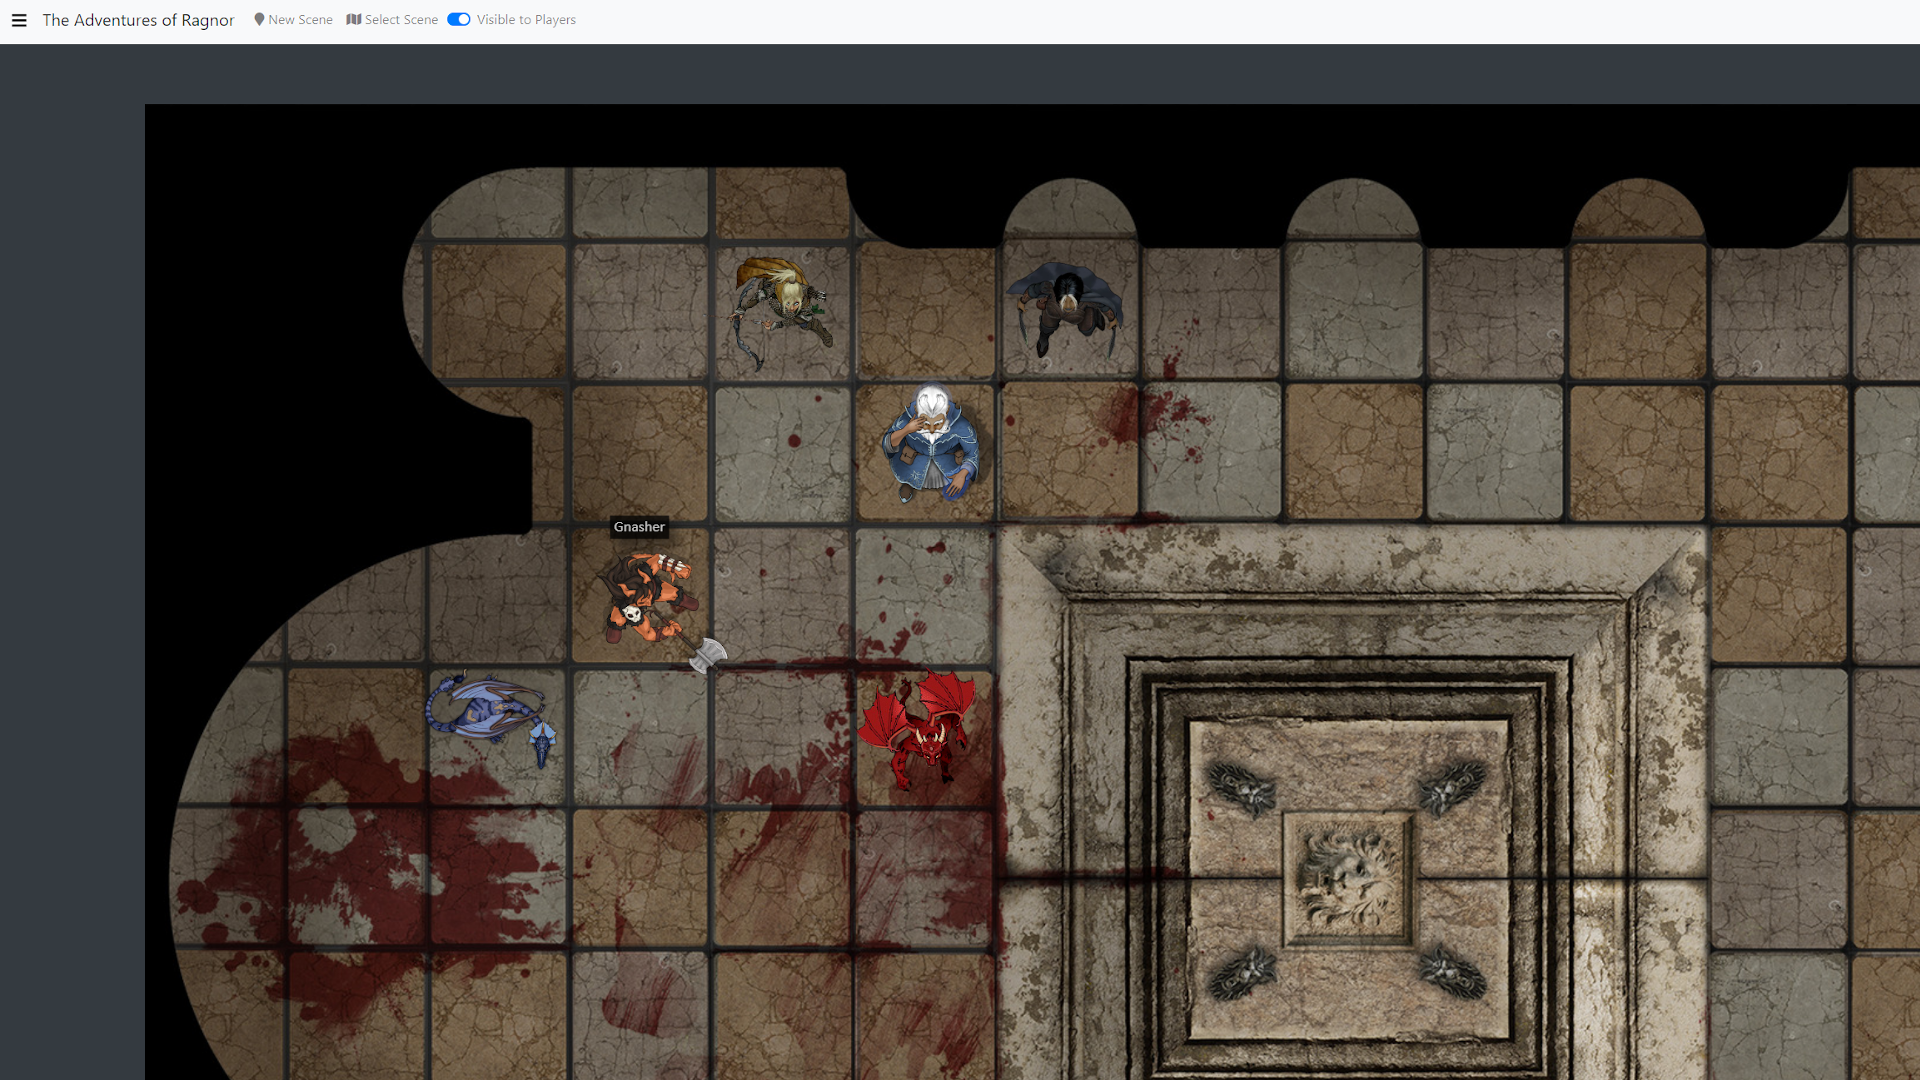 The Adventures of Ragnor
New Scene
Select Scene
Visible to Players
Gnasher